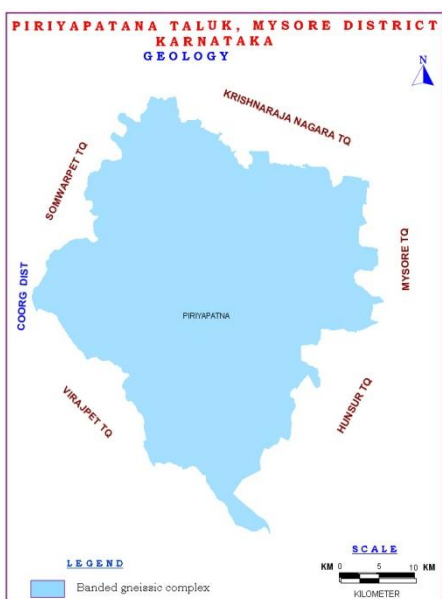 PIRIYAPATANA TALUK, MYSORE DISTRICT
KARNATAKA
GEOLOGY
N
KRISHNARAJA NAGARA TQ
SOMWARPET TQ
MYSORE TQ
COORG DIST
PIRIYAPATNA
VIRAJPET TQ
HUNSUR TQ
LEGEND
Banded gneissic complex
SCALE
KM 0 5 10 KM
KILOMETER